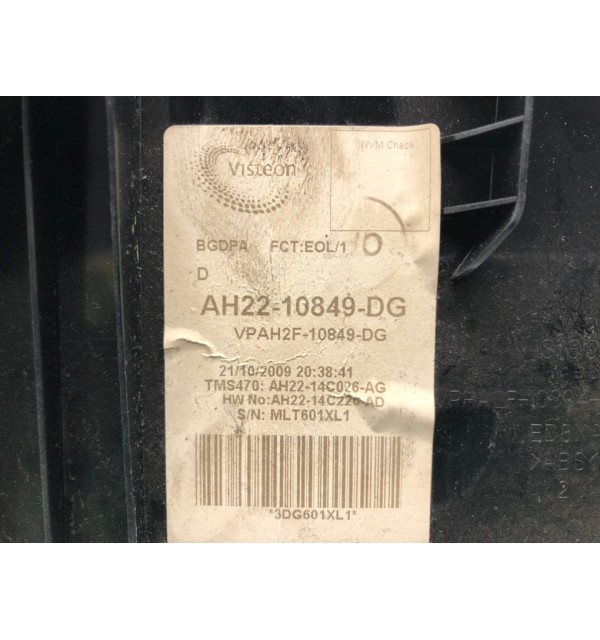 Visteon
NVM Check
BGDPA FCT:EOL/1
D
AH22-10849-DG
VPAH2F-10849-DG
21/10/2009 20:38:41
TMS470: AH22-14C026-AG
HW No:AH22-14C226-AD
S/N: MLT601XL1
*3DG601XL1*